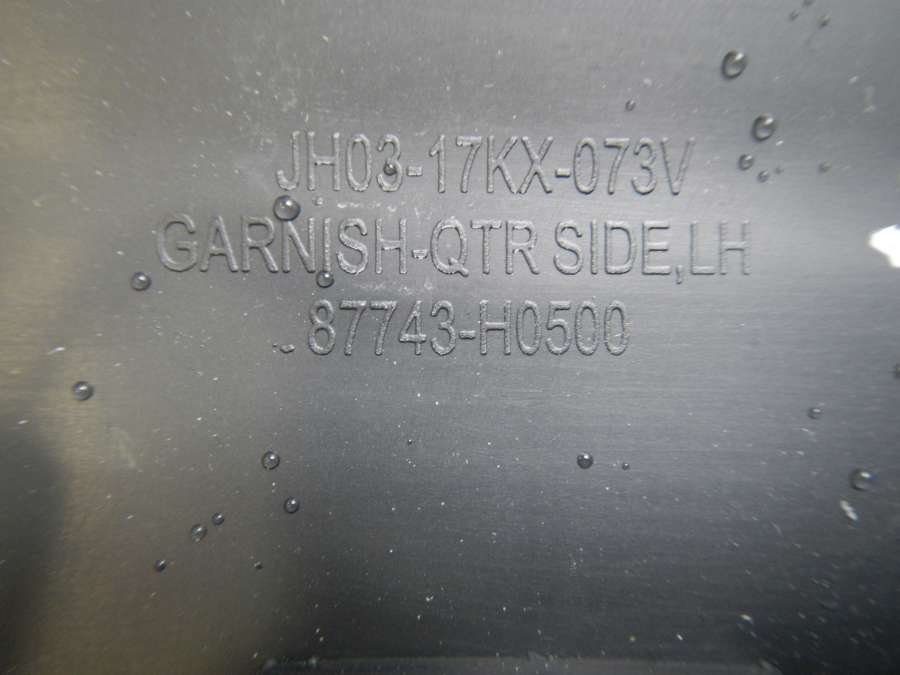 JH03-17KX-073V
GARNISH-QTR SIDE,LH
87743-H0500